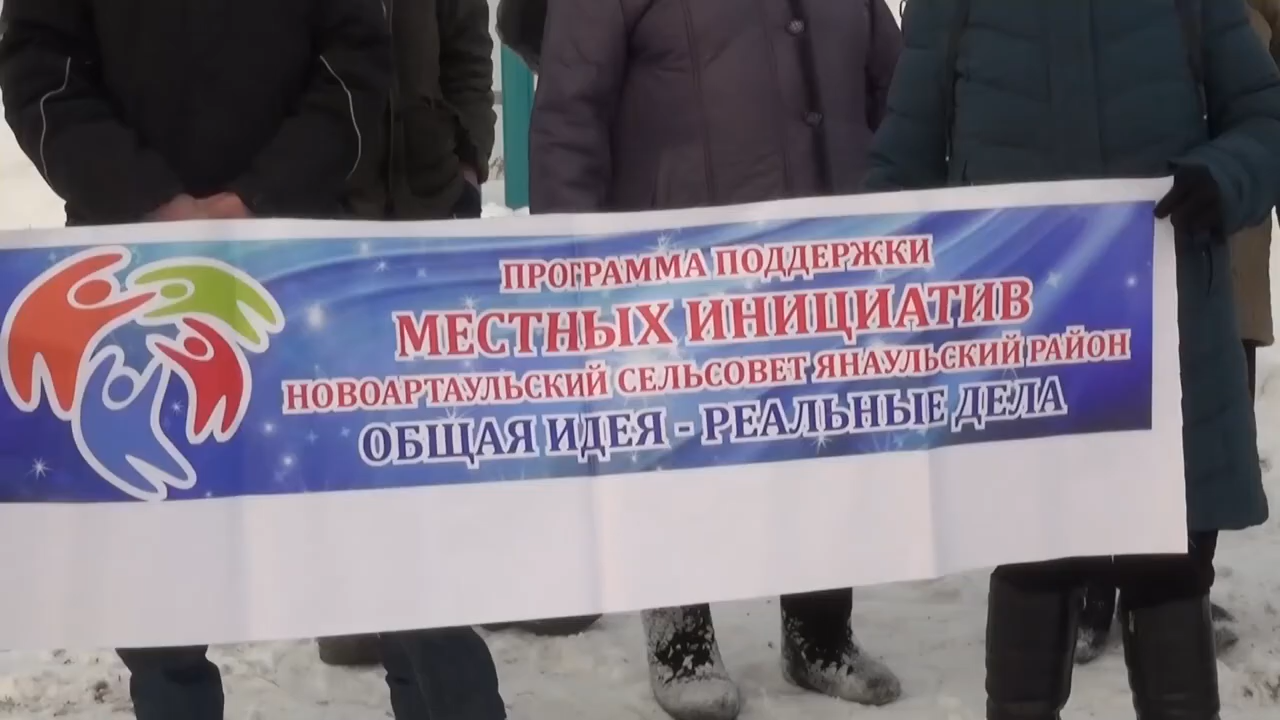 ПРОГРАММА ПОДДЕРЖКИ
МЕСТНЫХ ИНИЦИАТИВ
НОВОАРТАУЛЬСКИЙ СЕЛЬСОВЕТ ЯНАУЛЬСКИЙ РАЙОН
ОБЩАЯ ИДЕЯ - РЕАЛЬНЫЕ ДЕЛА